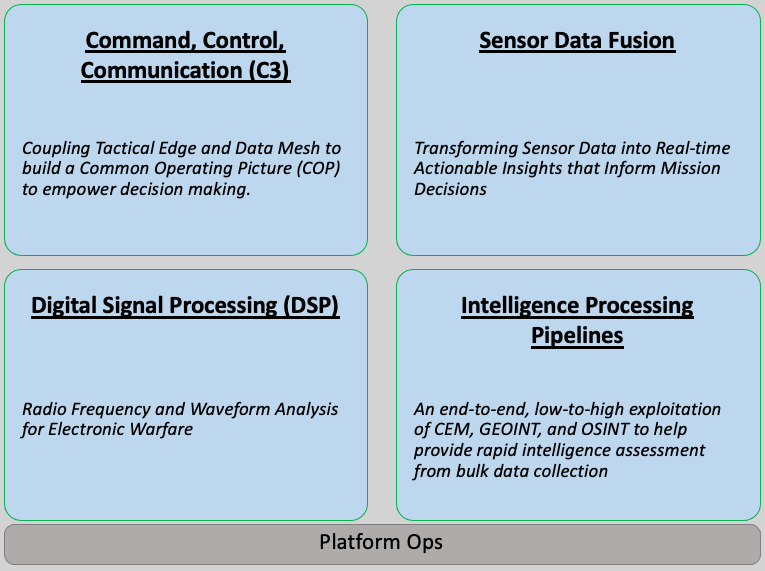 Command, Control,
Communication (C3)
Coupling Tactical Edge and Data Mesh to
build a Common Operating Picture (COP)
to empower decision making.
Sensor Data Fusion
Transforming Sensor Data into Real-time
Actionable Insights that Inform Mission
Decisions
Digital Signal Processing (DSP)
Radio Frequency and Waveform Analysis
for Electronic Warfare
Intelligence Processing
Pipelines
An end-to-end, low-to-high exploitation
of CEM, GEOINT, and OSINT to help
provide rapid intelligence assessment
from bulk data collection
Platform Ops